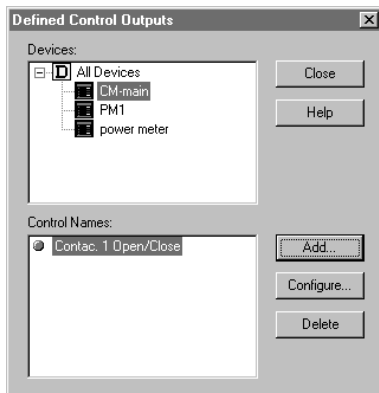 Defined Control Outputs
Devices:
D All Devices
CM-main
PM1
power meter
Close
Help
Control Names:
Contac. 1 Open/Close
Add...
Configure...
Delete